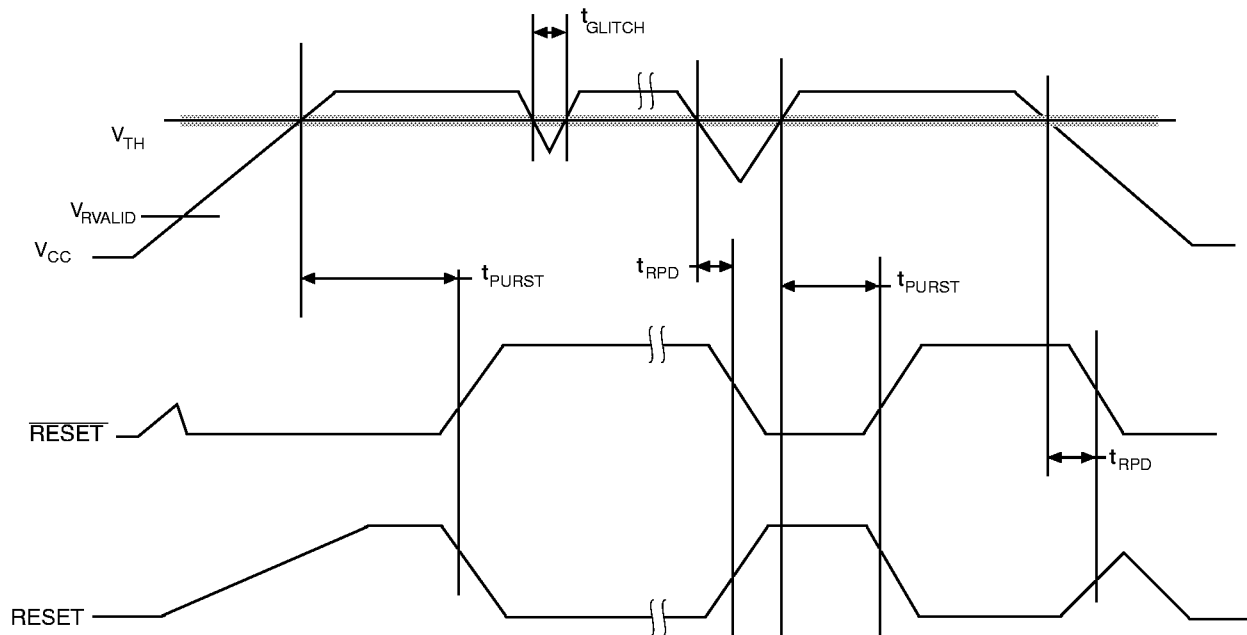 tGLITCH
VTH
VRVALID
VCC
tPURST
tRPD
tPURST
RESET
tRPD
RESET